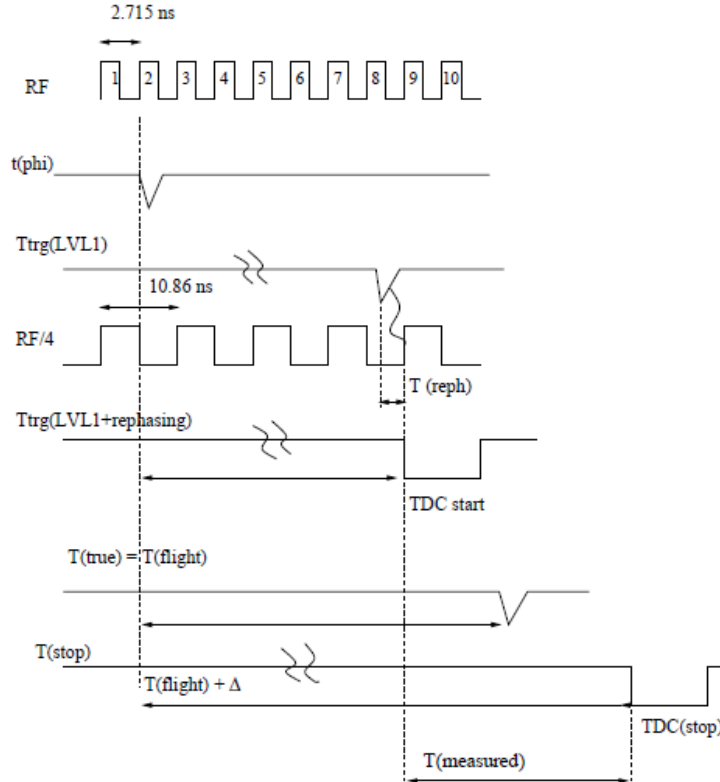 2.715 ns
RF
1 2 3 4 5 6 7 8 9 10
t(phi)
Ttrg(LVL1)
10.86 ns
RF/4
T (reph)
Ttrg(LVL1+rephasing)
TDC start
T(true) = T(flight)
T(stop)
T(flight) + Δ
TDC(stop)
T(measured)